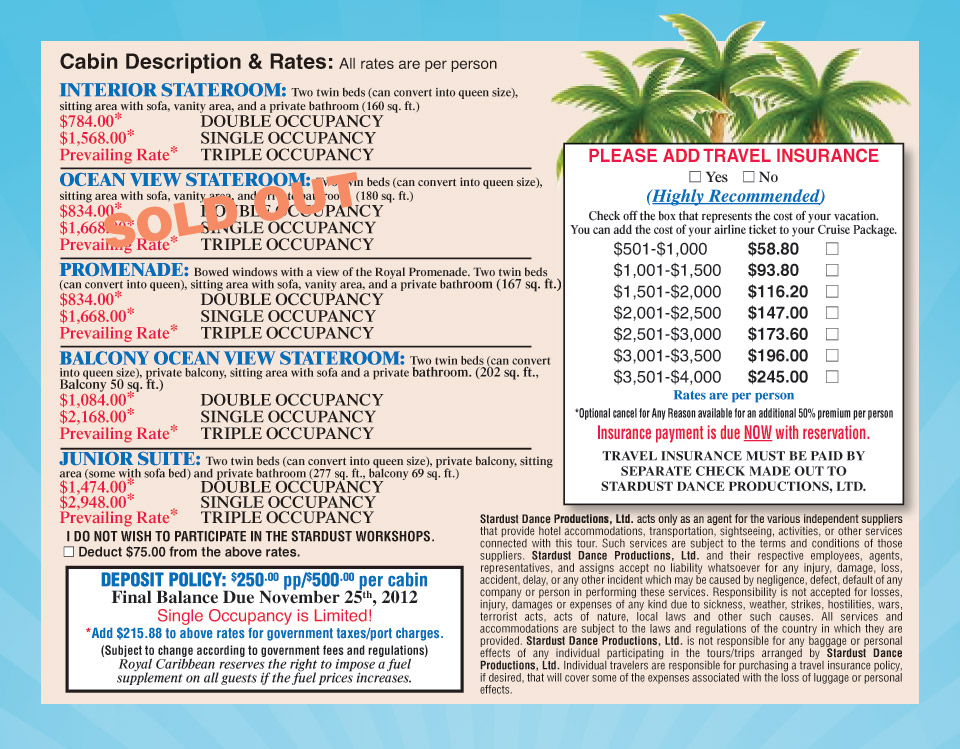 Cabin Description & Rates: All rates are per person
INTERIOR STATEROOM: Two twin beds (can convert into queen size),
sitting area with sofa, vanity area, and a private bathroom (160 sq. ft.)
$784.00* DOUBLE OCCUPANCY
$1,568.00* SINGLE OCCUPANCY
Prevailing Rate* TRIPLE OCCUPANCY
OCEAN VIEW STATEROOM: Two twin beds (can convert into queen size),
sitting area with sofa, vanity area, and private bathroom (180 sq. ft.)
$834.00* DOUBLE OCCUPANCY
$1,668.00* SINGLE OCCUPANCY
Prevailing Rate* TRIPLE OCCUPANCY
SOLD OUT
PROMENADE: Bowed windows with a view of the Royal Promenade. Two twin beds
(can convert into queen), sitting area with sofa, vanity area, and a private bathroom (167 sq. ft.)
$834.00* DOUBLE OCCUPANCY
$1,668.00* SINGLE OCCUPANCY
Prevailing Rate* TRIPLE OCCUPANCY
BALCONY OCEAN VIEW STATEROOM: Two twin beds (can convert
into queen size), private balcony, sitting area with sofa and a private bathroom. (202 sq. ft.,
Balcony 50 sq. ft.)
$1,084.00* DOUBLE OCCUPANCY
$2,168.00* SINGLE OCCUPANCY
Prevailing Rate* TRIPLE OCCUPANCY
JUNIOR SUITE: Two twin beds (can convert into queen size), private balcony, sitting
area (some with sofa bed) and private bathroom (277 sq. ft., balcony 69 sq. ft.)
$1,474.00* DOUBLE OCCUPANCY
$2,948.00* SINGLE OCCUPANCY
Prevailing Rate* TRIPLE OCCUPANCY
I DO NOT WISH TO PARTICIPATE IN THE STARDUST WORKSHOPS.
☐ Deduct $75.00 from the above rates.
DEPOSIT POLICY: $250.00 pp/$500.00 per cabin
Final Balance Due November 25th, 2012
Single Occupancy is Limited!
*Add $215.88 to above rates for government taxes/port charges.
(Subject to change according to government fees and regulations)
Royal Caribbean reserves the right to impose a fuel
supplement on all guests if the fuel prices increases.
PLEASE ADD TRAVEL INSURANCE
☐ Yes ☐ No
(Highly Recommended)
Check off the box that represents the cost of your vacation.
You can add the cost of your airline ticket to your Cruise Package.
$501-$1,000 $58.80 ☐
$1,001-$1,500 $93.80 ☐
$1,501-$2,000 $116.20 ☐
$2,001-$2,500 $147.00 ☐
$2,501-$3,000 $173.60 ☐
$3,001-$3,500 $196.00 ☐
$3,501-$4,000 $245.00 ☐
Rates are per person
*Optional cancel for Any Reason available for an additional 50% premium per person
Insurance payment is due NOW with reservation.
TRAVEL INSURANCE MUST BE PAID BY
SEPARATE CHECK MADE OUT TO
STARDUST DANCE PRODUCTIONS, LTD.
Stardust Dance Productions, Ltd. acts only as an agent for the various independent suppliers
that provide hotel accommodations, transportation, sightseeing, activities, or other services
connected with this tour. Such services are subject to the terms and conditions of those
suppliers. Stardust Dance Productions, Ltd. and their respective employees, agents,
representatives, and assigns accept no liability whatsoever for any injury, damage, loss,
accident, delay, or any other incident which may be caused by negligence, defect, default of any
company or person in performing these services. Responsibility is not accepted for losses,
injury, damages or expenses of any kind due to sickness, weather, strikes, hostilities, wars,
terrorist acts, acts of nature, local laws and other such causes. All services and
accommodations are subject to the laws and regulations of the country in which they are
provided. Stardust Dance Productions, Ltd. is not responsible for any baggage or personal
effects of any individual participating in the tours/trips arranged by Stardust Dance
Productions, Ltd. Individual travelers are responsible for purchasing a travel insurance policy,
if desired, that will cover some of the expenses associated with the loss of luggage or personal
effects.